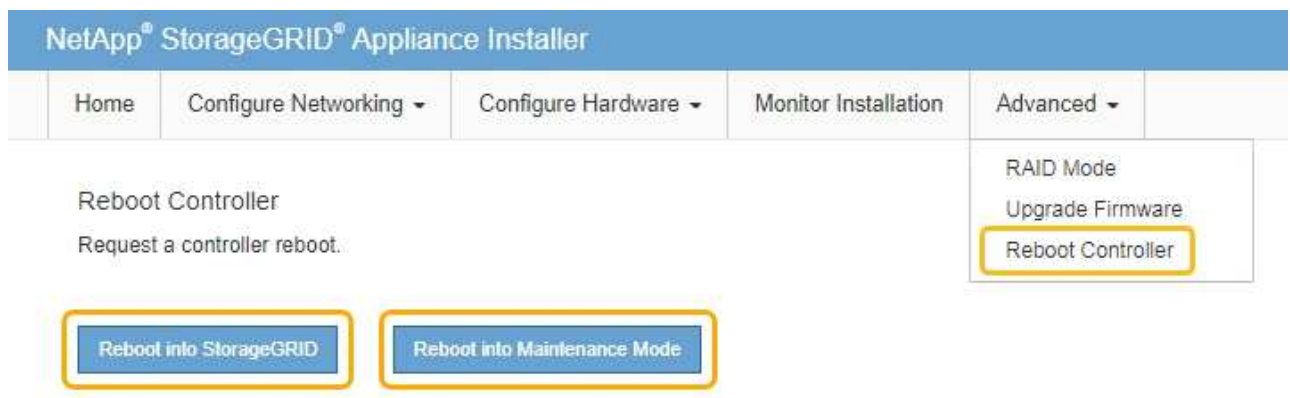 NetApp® StorageGRID® Appliance Installer
Home Configure Networking Configure Hardware Monitor Installation Advanced
RAID Mode
Upgrade Firmware
Reboot Controller
Reboot Controller
Request a controller reboot.
Reboot into StorageGRID Reboot into Maintenance Mode